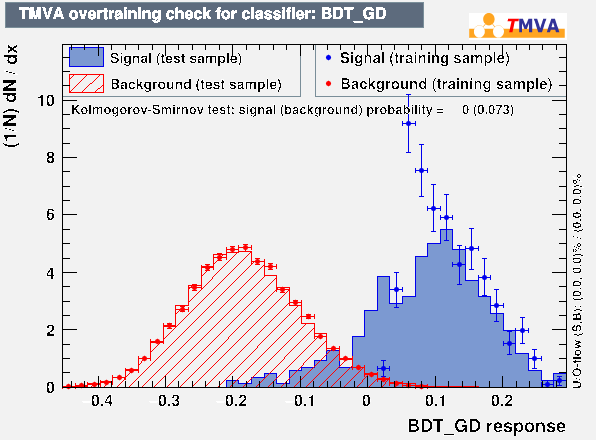 TMVA overtraining check for classifier: BDT_GD
TMVA
Signal (test sample)
Background (test sample)
Signal (training sample)
Background (training sample)
Kolmogorov-Smirnov test: signal (background) probability = 0 (0.073)
(1/N) dN / dx
10
8
6
4
2
0
−0.4 −0.3 −0.2 −0.1 0 0.1 0.2
BDT_GD response
U/O-flow (S,B): (0.0, 0.0)% / (0.0, 0.0)%